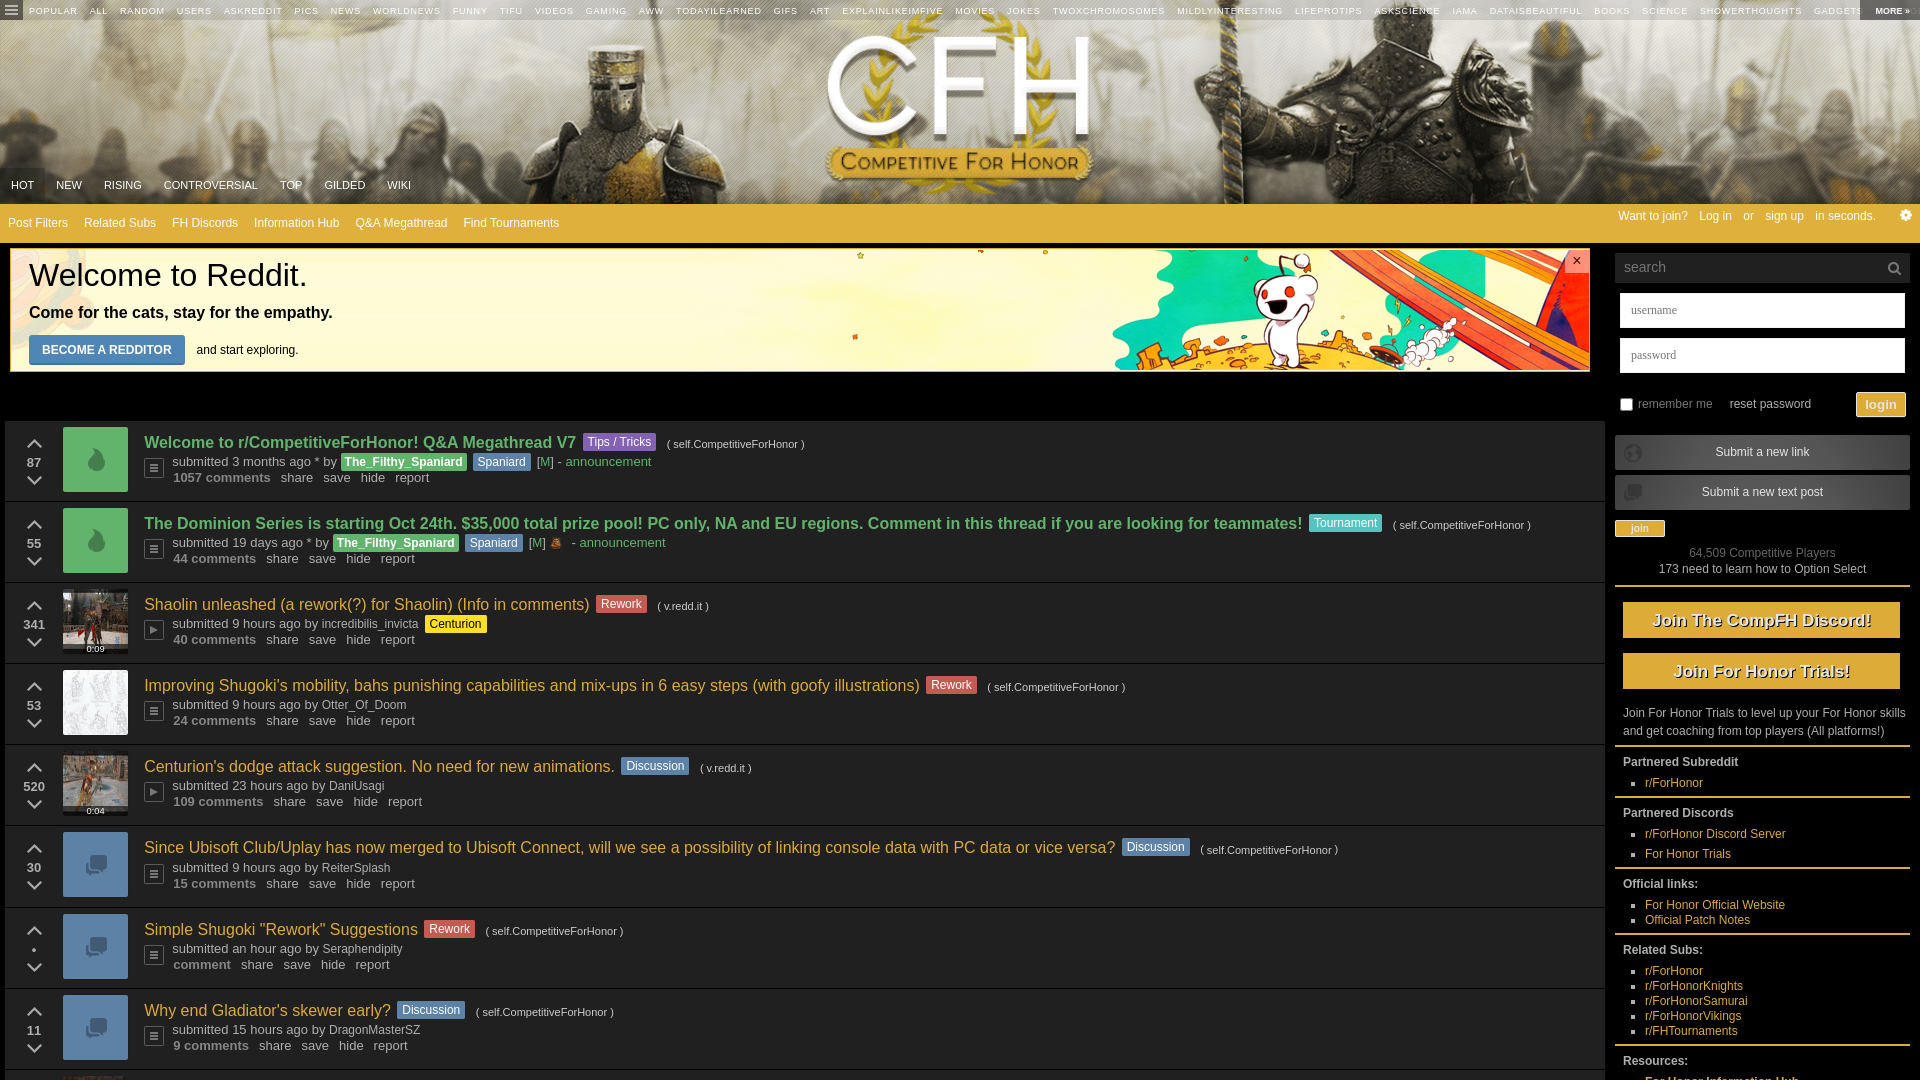 POPULAR ALL RANDOM USERS ASKREDDIT PICS NEWS WORLDNEWS FUNNY TIFU VIDEOS GAMING AWW TODAYILEARNED GIFS ART EXPLAINLIKEIMFIVE MOVIES JOKES TWOXCHROMOSOMES MILDLYINTERESTING LIFEPROTIPS ASKSCIENCE IAMA DATAISBEAUTIFUL BOOKS SCIENCE SHOWERTHOUGHTS GADGETS MORE »
CFH
COMPETITIVE FOR HONOR
HOT NEW RISING CONTROVERSIAL TOP GILDED WIKI
Post Filters Related Subs FH Discords Information Hub Q&A Megathread Find Tournaments
Want to join? Log in or sign up in seconds.
Welcome to Reddit.
Come for the cats, stay for the empathy.
BECOME A REDDITOR and start exploring.
×
87
Welcome to r/CompetitiveForHonor! Q&A Megathread V7 Tips / Tricks ( self.CompetitiveForHonor )
submitted 3 months ago * by The_Filthy_Spaniard Spaniard [M] - announcement
1057 comments share save hide report
55
The Dominion Series is starting Oct 24th. $35,000 total prize pool! PC only, NA and EU regions. Comment in this thread if you are looking for teammates! Tournament ( self.CompetitiveForHonor )
submitted 19 days ago * by The_Filthy_Spaniard Spaniard [M] - announcement
44 comments share save hide report
341
0:09
Shaolin unleashed (a rework(?) for Shaolin) (Info in comments) Rework ( v.redd.it )
submitted 9 hours ago by incredibilis_invicta Centurion
40 comments share save hide report
53
Improving Shugoki's mobility, bahs punishing capabilities and mix-ups in 6 easy steps (with goofy illustrations) Rework ( self.CompetitiveForHonor )
submitted 9 hours ago by Otter_Of_Doom
24 comments share save hide report
520
0:04
Centurion's dodge attack suggestion. No need for new animations. Discussion ( v.redd.it )
submitted 23 hours ago by DaniUsagi
109 comments share save hide report
30
Since Ubisoft Club/Uplay has now merged to Ubisoft Connect, will we see a possibility of linking console data with PC data or vice versa? Discussion ( self.CompetitiveForHonor )
submitted 9 hours ago by ReiterSplash
15 comments share save hide report
•
Simple Shugoki "Rework" Suggestions Rework ( self.CompetitiveForHonor )
submitted an hour ago by Seraphendipity
comment share save hide report
11
Why end Gladiator's skewer early? Discussion ( self.CompetitiveForHonor )
submitted 15 hours ago by DragonMasterSZ
9 comments share save hide report
search
username
password
remember me reset password login
Submit a new link
Submit a new text post
join
64,509 Competitive Players
173 need to learn how to Option Select
Join The CompFH Discord!
Join For Honor Trials!
Join For Honor Trials to level up your For Honor skills
and get coaching from top players (All platforms!)
Partnered Subreddit
r/ForHonor
Partnered Discords
r/ForHonor Discord Server
For Honor Trials
Official links:
For Honor Official Website
Official Patch Notes
Related Subs:
r/ForHonor
r/ForHonorKnights
r/ForHonorSamurai
r/ForHonorVikings
r/FHTournaments
Resources:
For Honor Information Hub